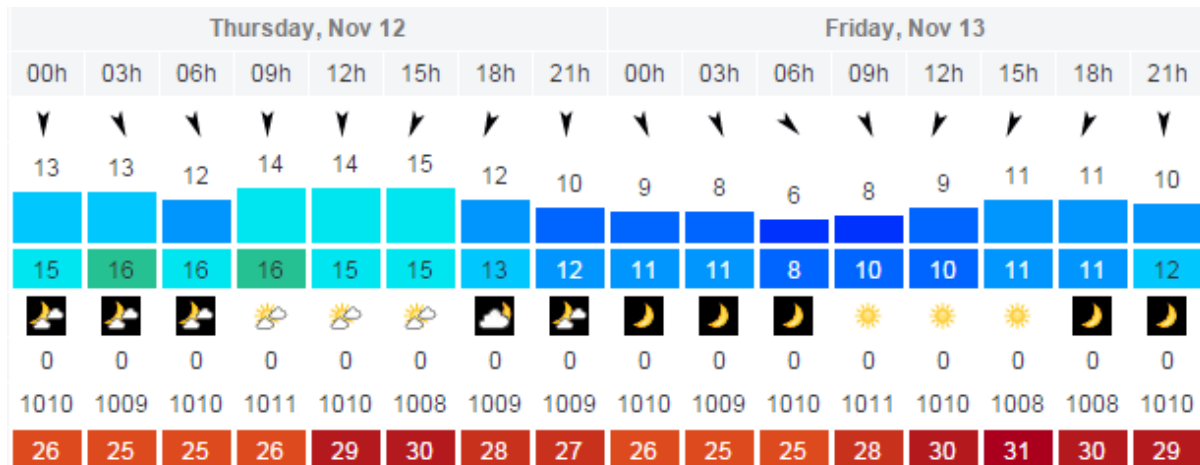 Thursday, Nov 12 Friday, Nov 13
00h 03h 06h 09h 12h 15h 18h 21h 00h 03h 06h 09h 12h 15h 18h 21h
13 13 12 14 14 15 12 10 9 8 6 8 9 11 11 10
15 16 16 16 15 15 13 12 11 11 8 10 10 11 11 12
0 0 0 0 0 0 0 0 0 0 0 0 0 0 0 0
1010 1009 1010 1011 1010 1008 1009 1009 1010 1009 1010 1011 1010 1008 1008 1010
26 25 25 26 29 30 28 27 26 25 25 28 30 31 30 29